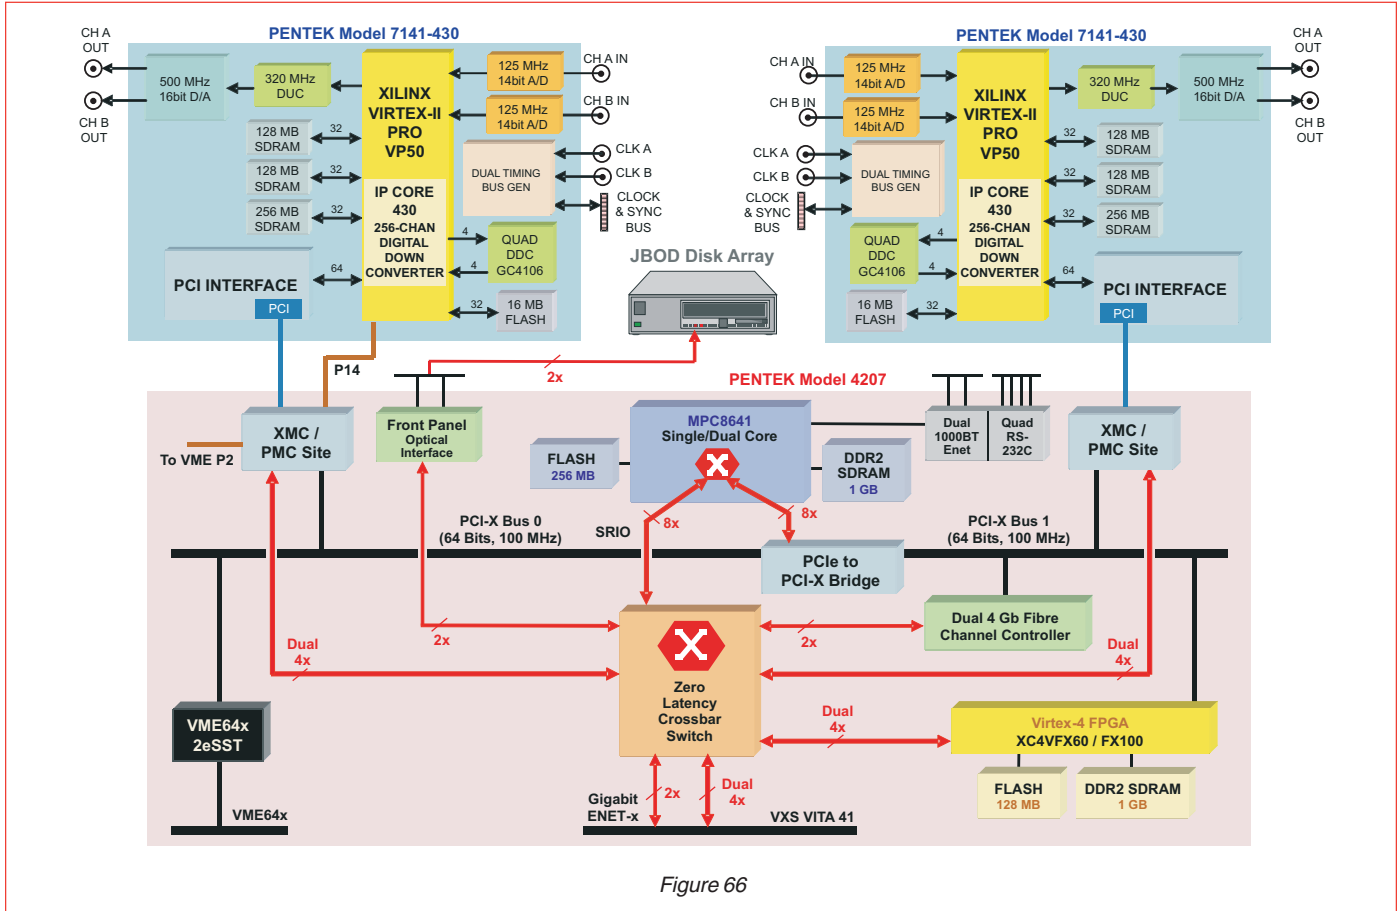 PENTEK Model 7141-430
CH A
OUT
CH B
OUT
500 MHz
16bit D/A
320 MHz
DUC
XILINX
VIRTEX-II
PRO
VP50
125 MHz
14bit A/D
CH A IN
125 MHz
14bit A/D
CH B IN
128 MB
SDRAM
32
128 MB
SDRAM
32
256 MB
SDRAM
32
IP CORE
430
256-CHAN
DIGITAL
DOWN
CONVERTER
DUAL TIMING
BUS GEN
CLK A
CLK B
CLOCK
& SYNC
BUS
4
4
QUAD
DDC
GC4106
PCI INTERFACE
PCI
64
32
16 MB
FLASH
P14
PENTEK Model 7141-430
CH A IN
125 MHz
14bit A/D
CH B IN
125 MHz
14bit A/D
XILINX
VIRTEX-II
PRO
VP50
320 MHz
DUC
500 MHz
16bit D/A
CH A
OUT
CH B
OUT
CLK A
CLK B
CLOCK
& SYNC
BUS
DUAL TIMING
BUS GEN
IP CORE
430
256-CHAN
DIGITAL
DOWN
CONVERTER
32
128 MB
SDRAM
32
128 MB
SDRAM
32
256 MB
SDRAM
QUAD
DDC
GC4106
4
4
64
PCI INTERFACE
PCI
16 MB
FLASH
32
JBOD Disk Array
2x
PENTEK Model 4207
XMC /
PMC Site
To VME P2
Front Panel
Optical
Interface
MPC8641
Single/Dual Core
FLASH
256 MB
DDR2
SDRAM
1 GB
Dual
1000BT
Enet
Quad
RS-
232C
XMC /
PMC Site
PCI-X Bus 0
(64 Bits, 100 MHz)
SRIO
8x
8x
PCI-X Bus 1
(64 Bits, 100 MHz)
PCIe to
PCI-X Bridge
Dual 4 Gb Fibre
Channel Controller
2x
2x
Dual
4x
Dual
4x
Zero
Latency
Crossbar
Switch
VME64x
2eSST
Dual
4x
Virtex-4 FPGA
XC4VFX60 / FX100
FLASH
128 MB
DDR2 SDRAM
1 GB
VME64x
Gigabit
ENET-x
2x
Dual
4x
VXS VITA 41
Figure 66